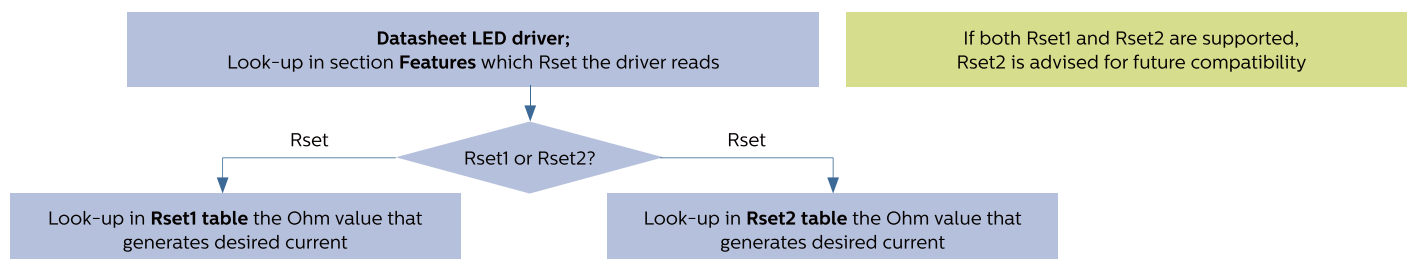 Datasheet LED driver;
Look-up in section Features which Rset the driver reads
If both Rset1 and Rset2 are supported,
Rset2 is advised for future compatibility
Rset
Rset1 or Rset2?
Rset
Look-up in Rset1 table the Ohm value that
generates desired current
Look-up in Rset2 table the Ohm value that
generates desired current